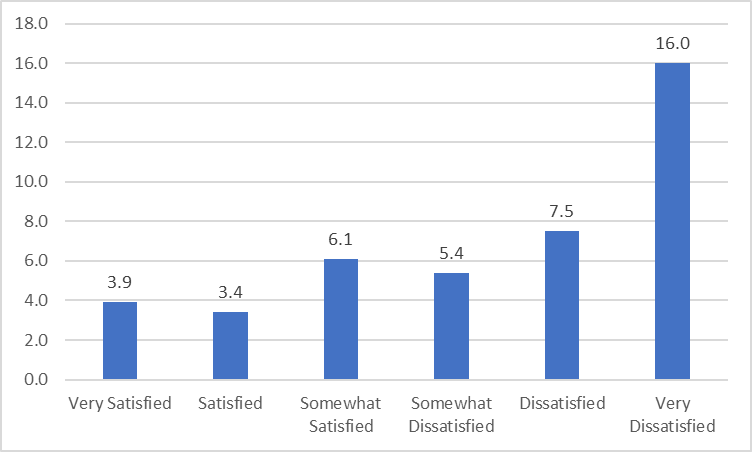 18.0
16.0
14.0
12.0
10.0
8.0
6.0
4.0
2.0
0.0
3.9
3.4
6.1
5.4
7.5
16.0
Very Satisfied
Satisfied
Somewhat
Satisfied
Somewhat
Dissatisfied
Dissatisfied
Very
Dissatisfied